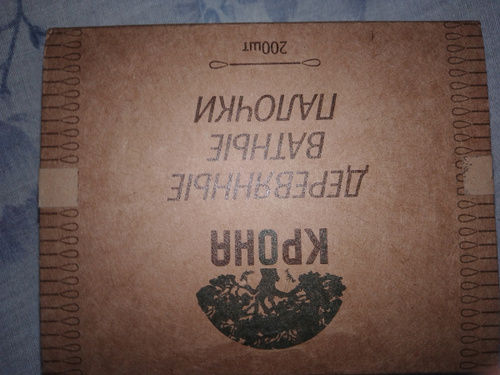 КРОНА
ДЕРЕВЯННЫЕ
ВАТНЫЕ
ПАЛОЧКИ
200шт